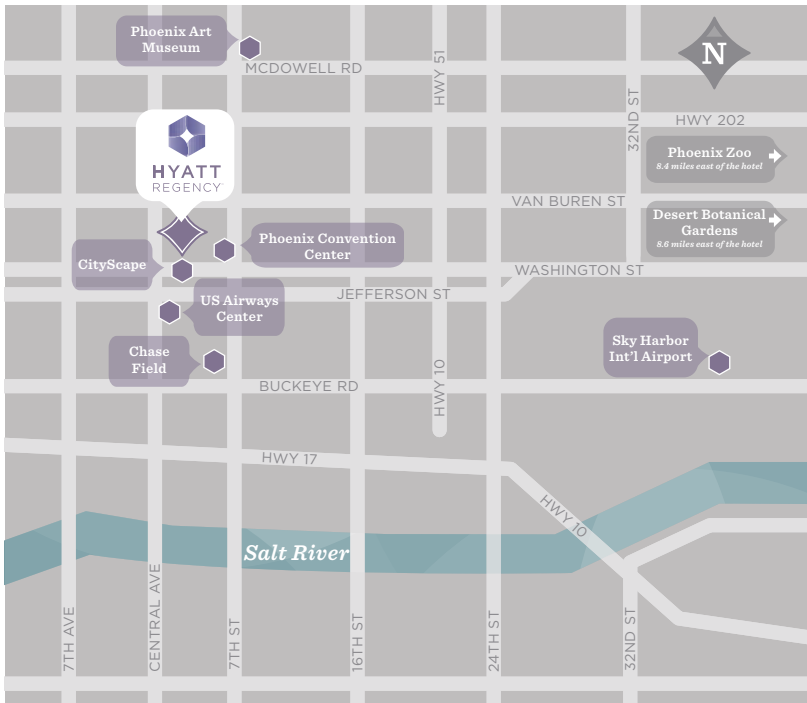 Phoenix Art
Museum
MCDOWELL RD
HWY 51
N
HWY 202
32ND ST
HYATT
REGENCY
Phoenix Zoo
8.4 miles east of the hotel
VAN BUREN ST
Desert Botanical
Gardens
8.6 miles east of the hotel
Phoenix Convention
Center
CityScape
WASHINGTON ST
JEFFERSON ST
US Airways
Center
Chase
Field
Sky Harbor
Int'l Airport
BUCKEYE RD
HWY 10
HWY 17
HWY 10
Salt River
7TH AVE
CENTRAL AVE
7TH ST
16TH ST
24TH ST
32ND ST